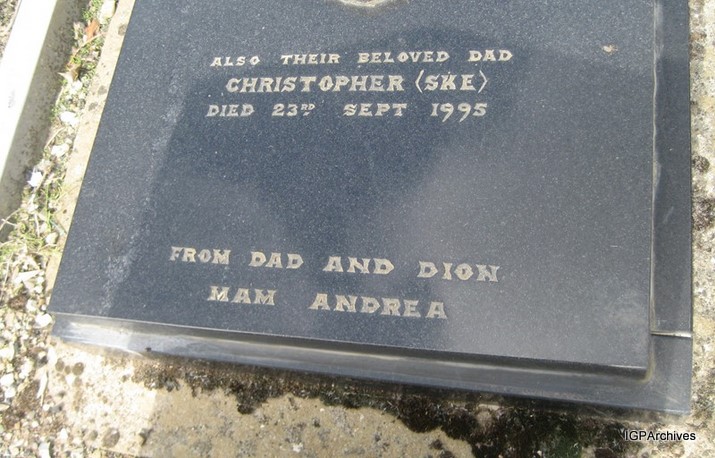 ALSO THEIR BELOVED DAD
CHRISTOPHER (SKE)
DIED 23RD SEPT 1995
FROM DAD AND DION
MAM ANDREA
IGPArchives